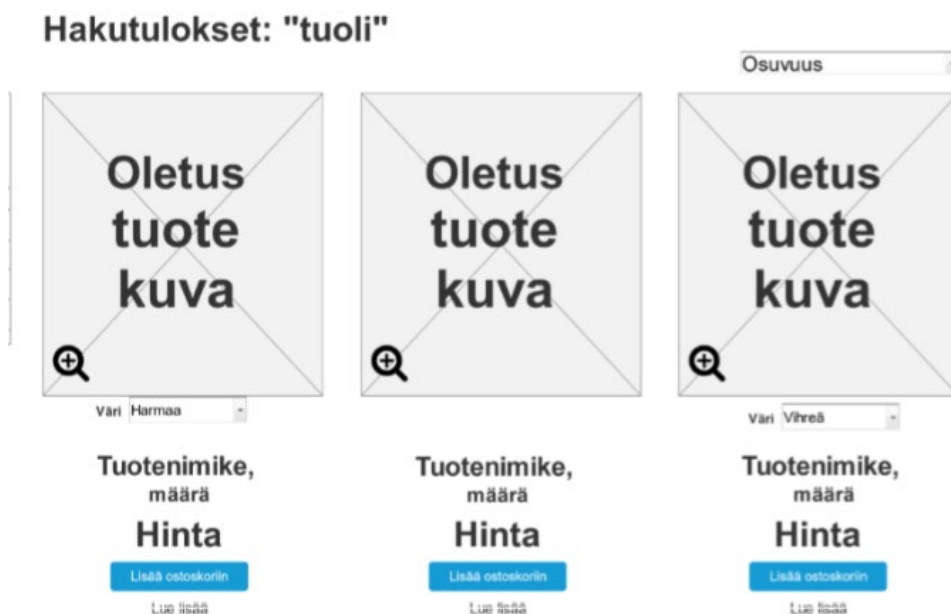 Hakutulokset: "tuoli"
Osuvuus
Oletus
tuote
kuva
Oletus
tuote
kuva
Oletus
tuote
kuva
Väri Harmaa
Väri Vihreä
Tuotenimike,
määrä
Hinta
Lisää ostoskoriin
Lue lisää
Tuotenimike,
määrä
Hinta
Lisää ostoskoriin
Lue lisää
Tuotenimike,
määrä
Hinta
Lisää ostoskoriin
Lue lisää